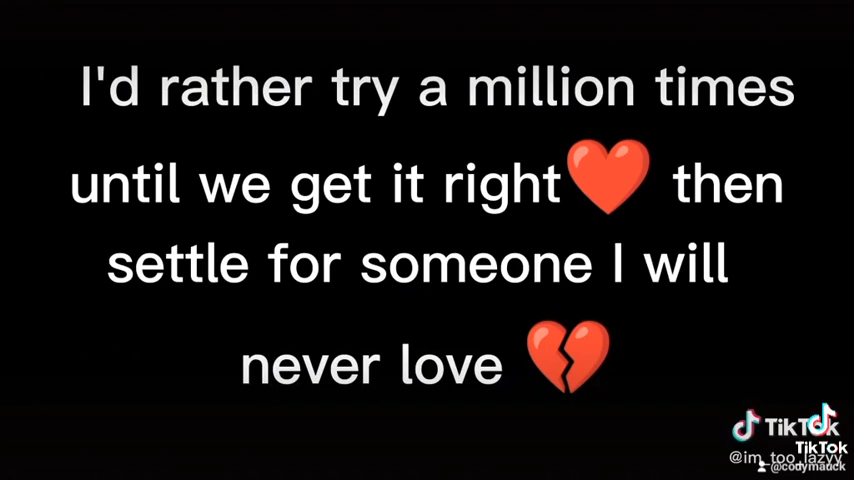 I'd rather try a million times
until we get it right❤️ then
settle for someone I will
never love 💔
TikTok
TikTok
@im_too_lazyy
@codymauck